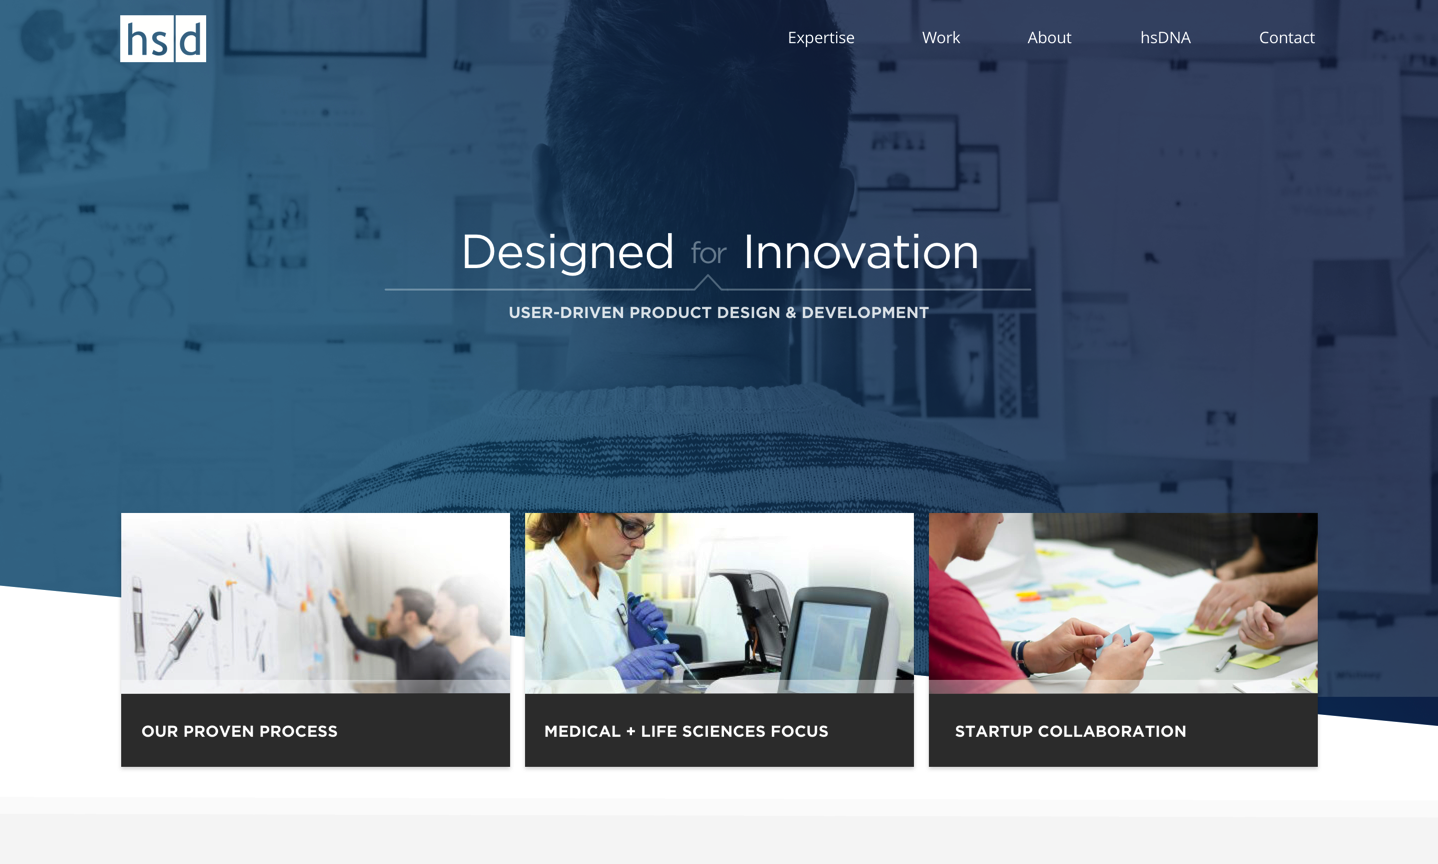 hs|d
Expertise
Work
About
hsDNA
Contact
Designed for Innovation
USER-DRIVEN PRODUCT DESIGN & DEVELOPMENT
OUR PROVEN PROCESS
MEDICAL + LIFE SCIENCES FOCUS
STARTUP COLLABORATION